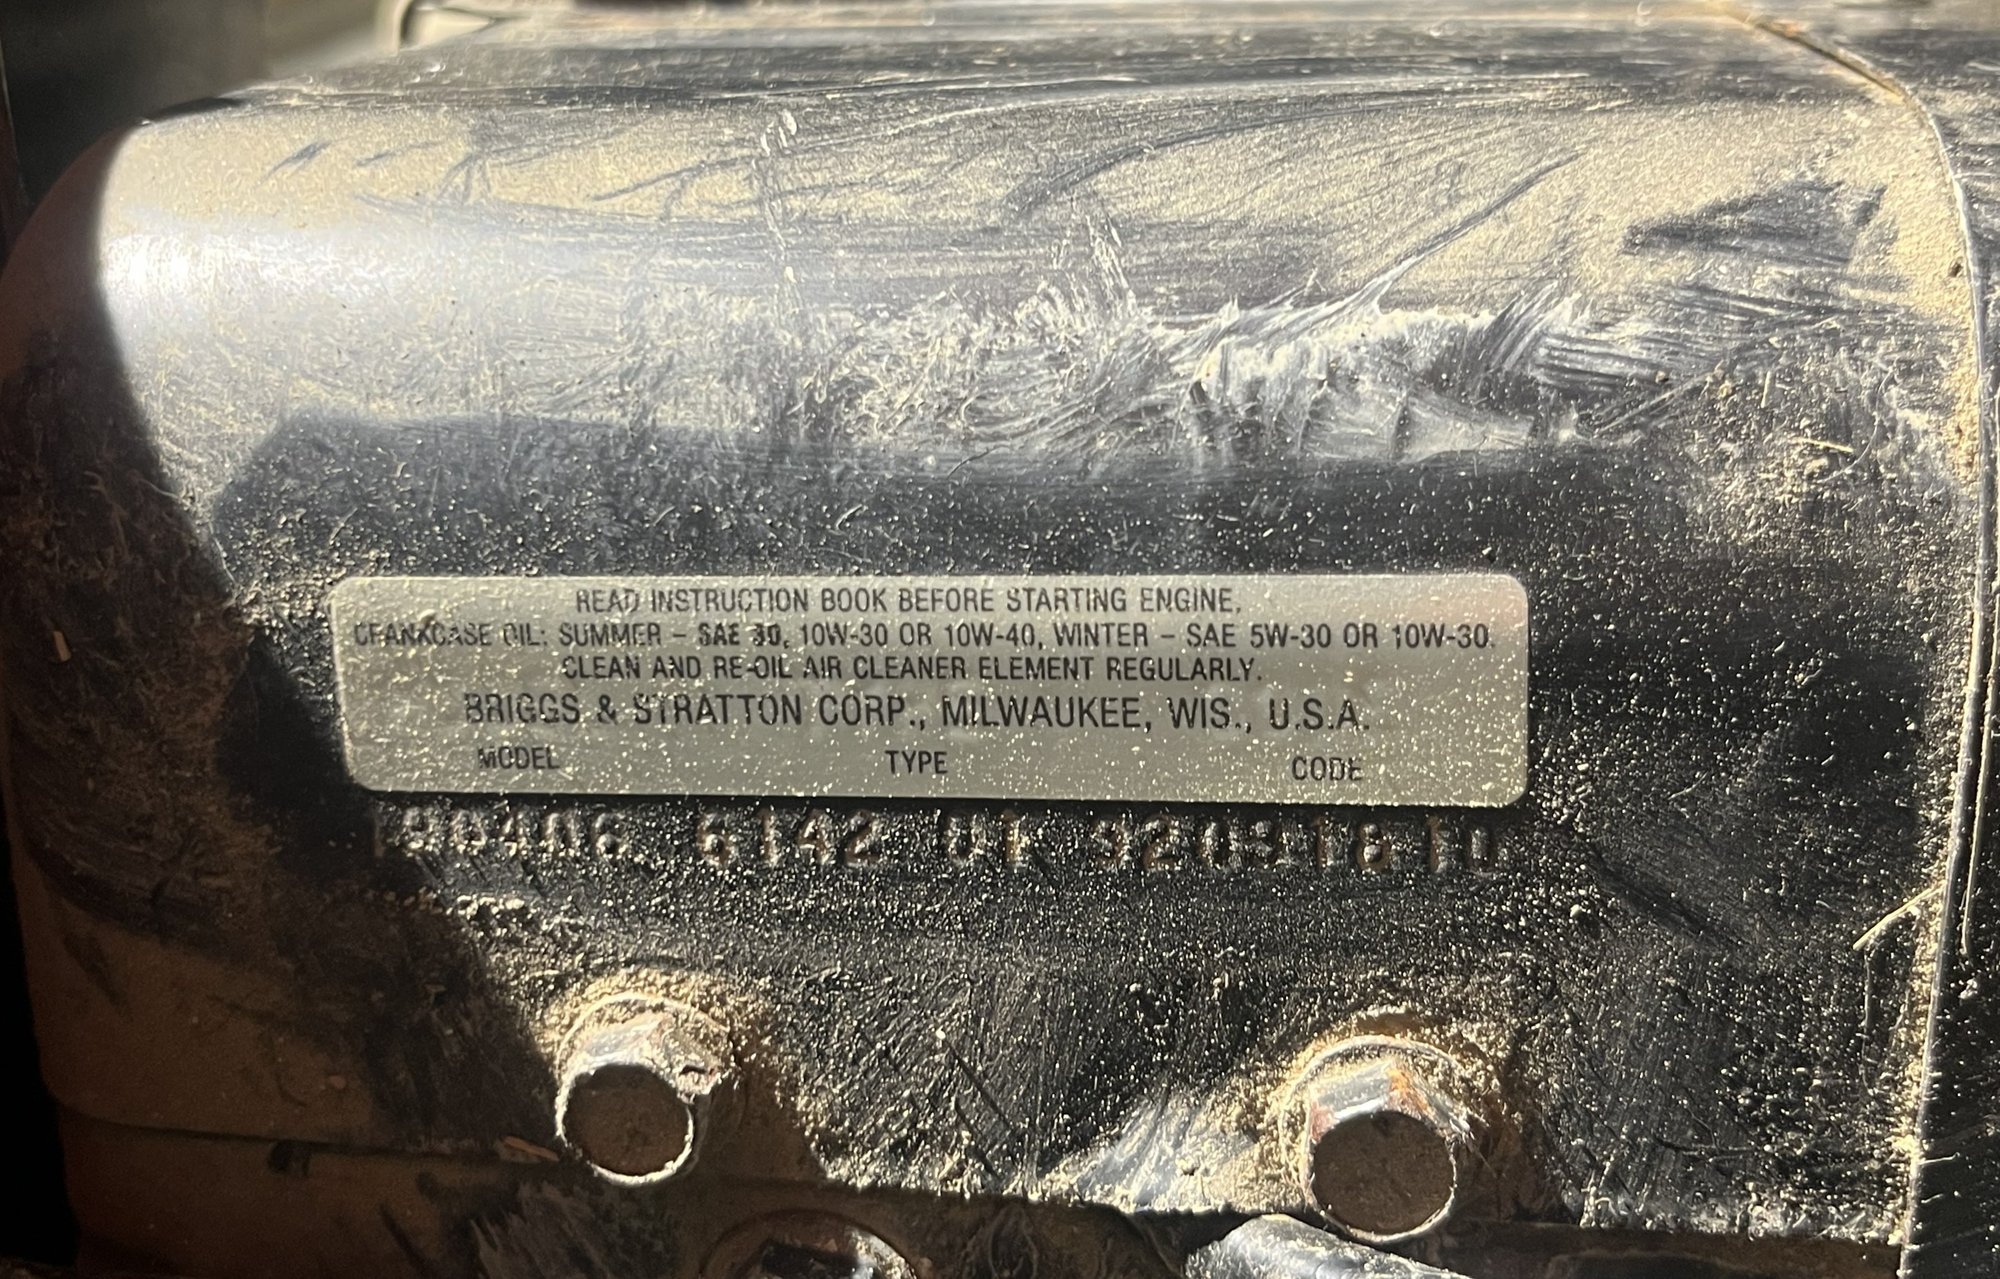 READ INSTRUCTION BOOK BEFORE STARTING ENGINE,
CRANKCASE OIL: SUMMER – SAE 30, 10W-30 OR 10W-40, WINTER – SAE 5W-30 OR 10W-30.
CLEAN AND RE-OIL AIR CLEANER ELEMENT REGULARLY.
BRIGGS & STRATTON CORP., MILWAUKEE, WIS., U.S.A.
MODEL TYPE CODE
6142 01